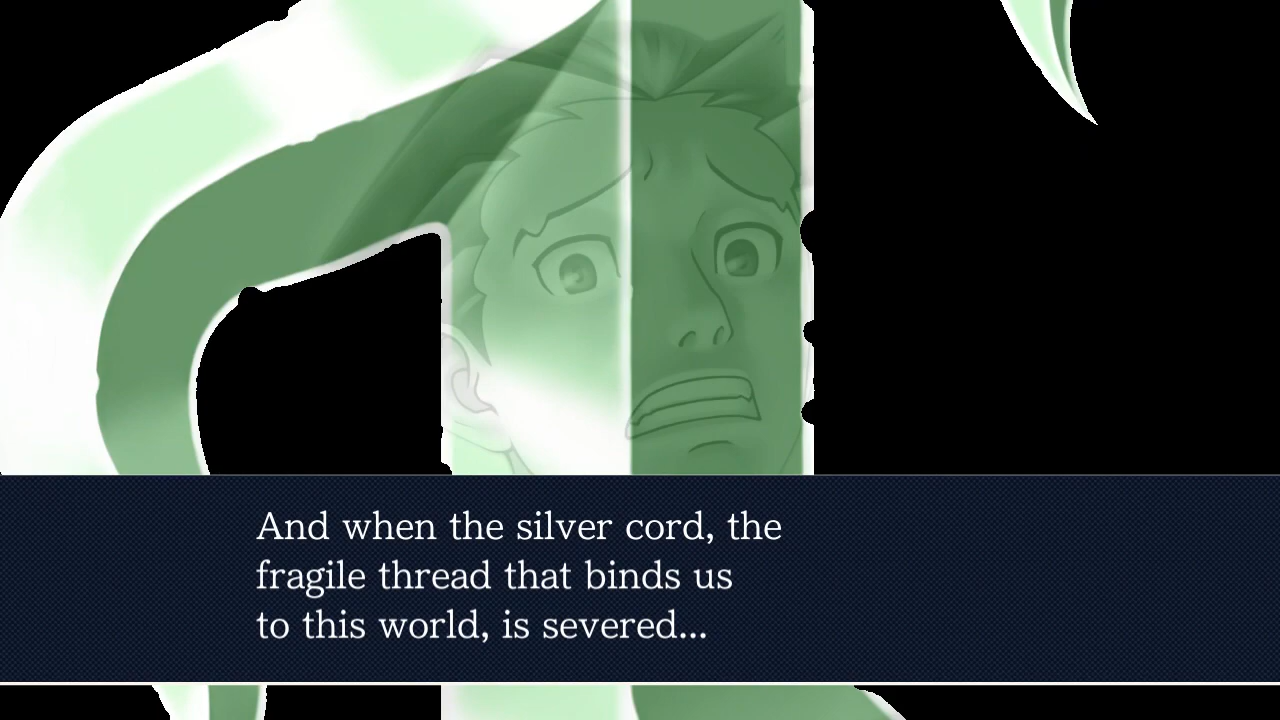 And when the silver cord, the
fragile thread that binds us
to this world, is severed...